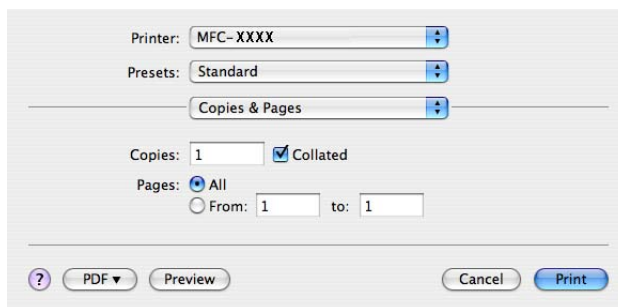 Printer: MFC-XXXX
Presets: Standard
Copies & Pages
Copies: 1 Collated
Pages: All
From: 1 to: 1
? PDF▼ Preview Cancel Print